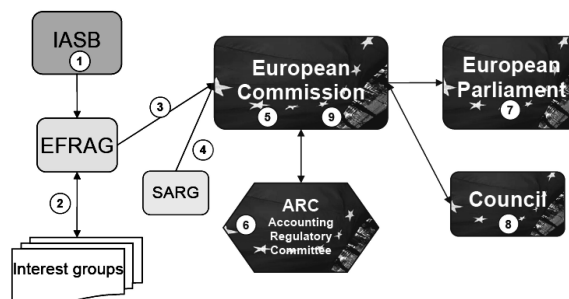 IASB
1
European
Commission
5
9
European
Parliament
7
3
EFRAG
4
2
SARG
ARC
Accounting
Regulatory
Committee
6
Council
8
Interest groups